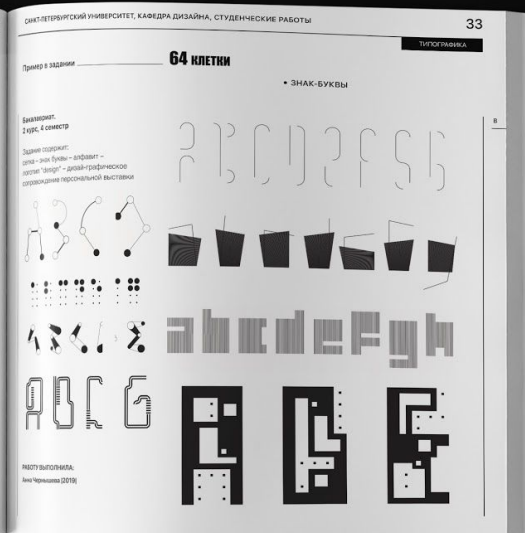 САНКТ-ПЕТЕРБУРГСКИЙ УНИВЕРСИТЕТ, КАФЕДРА ДИЗАЙНА, СТУДЕНЧЕСКИЕ РАБОТЫ
33
ТИПОГРАФИКА
Пример в задании
64 КЛЕТКИ
• ЗНАК-БУКВЫ
8
Бакалавриат.
2 курс, 4 семестр
Задание содержит:
сетка – знак буквы – алфавит –
логотип "design" – дизайн-графическое
сопровождение персональной выставки
A B C D E F G h
a b c d e F g h
A B C G
A B C
РАБОТУ ВЫПОЛНИЛА:
Анна Чернышева |2019|